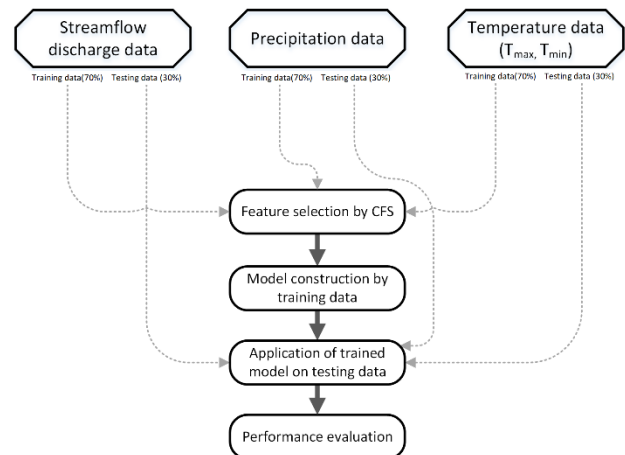 Streamflow
discharge data
Precipitation data
Temperature data
(Tmax, Tmin)
Training data(70%) Testing data (30%)
Training data(70%) Testing data (30%)
Training data(70%) Testing data (30%)
Feature selection by CFS
Model construction by
training data
Application of trained
model on testing data
Performance evaluation